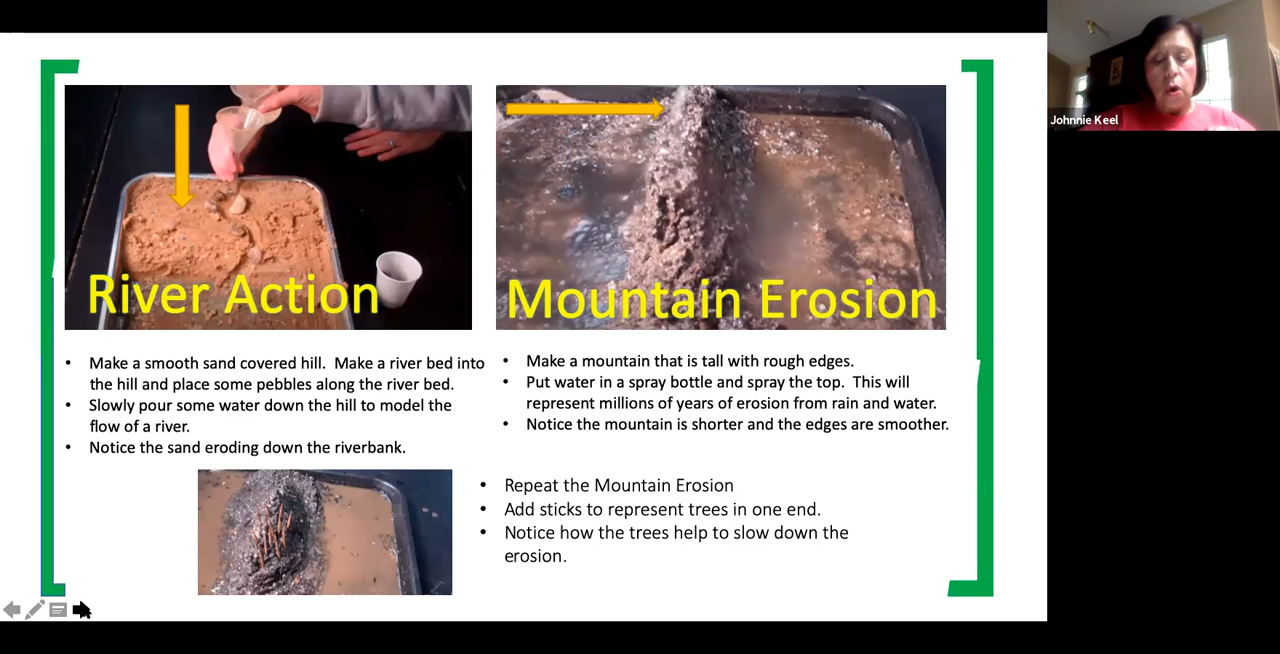 Johnnie Keel
River Action
Mountain Erosion
• Make a smooth sand covered hill. Make a river bed into
the hill and place some pebbles along the river bed.
• Slowly pour some water down the hill to model the
flow of a river.
• Notice the sand eroding down the riverbank.
• Make a mountain that is tall with rough edges.
• Put water in a spray bottle and spray the top. This will
represent millions of years of erosion from rain and water.
• Notice the mountain is shorter and the edges are smoother.
• Repeat the Mountain Erosion
• Add sticks to represent trees in one end.
• Notice how the trees help to slow down the
erosion.